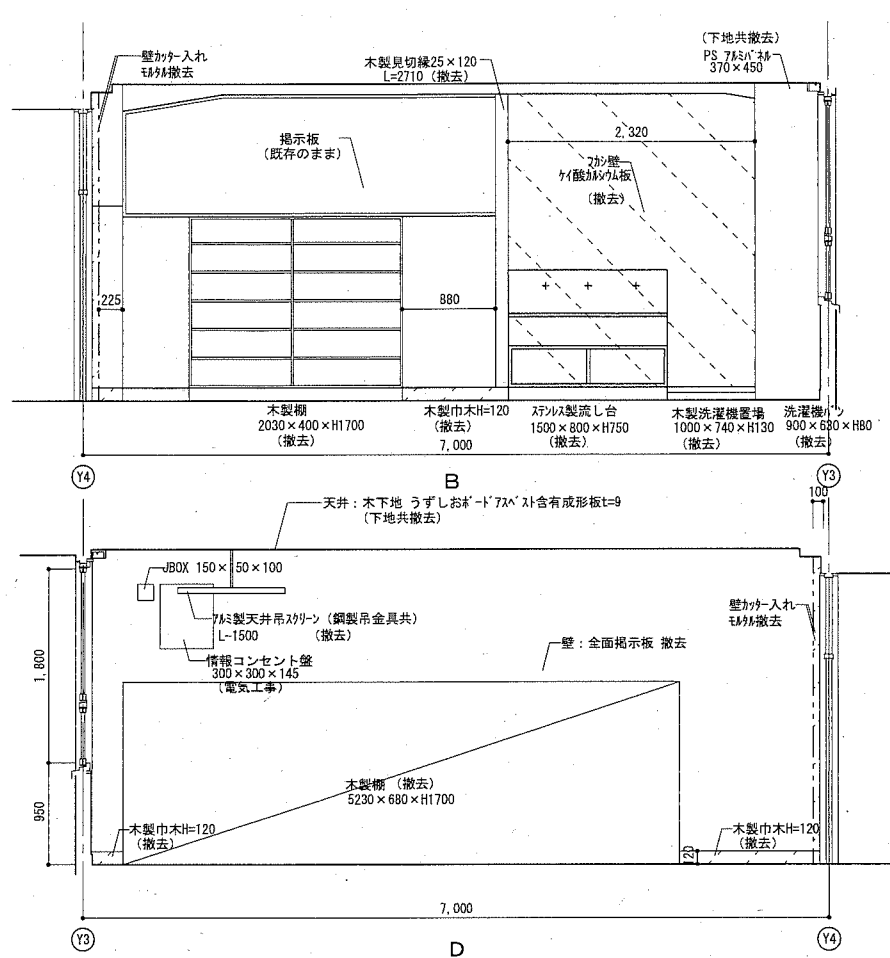 壁カッター入れ
モルタル撤去
木製見切縁25×120
L=2710 (撤去)
(下地共撤去)
PS アルミパネル
370×450
掲示板
(既存のまま)
2,320
マカシ壁
ケイ酸カルシウム板
(撤去)
225
880
木製棚
2030×400×H1700
(撤去)
木製巾木H=120
(撤去)
ステンレス製流し台
1500×800×H750
(撤去)
木製洗濯機置場
1000×740×H130
(撤去)
洗濯機パン
900×630×H80
(撤去)
7,000
Y4
Y3
B
天井：木下地 うずしおボードアスベスト含有成形板t=9
(下地共撤去)
100
JBOX 150×150×100
アルミ製天井吊スクリーン (鋼製吊金具共)
L-1500 (撤去)
情報コンセント盤
300×300×145
(電気工事)
壁：全面掲示板 撤去
壁カッター入れ
モルタル撤去
1,800
950
木製棚 (撤去)
5230×680×H1700
木製巾木H=120
(撤去)
木製巾木H=120
(撤去)
120
7,000
Y3
Y4
D